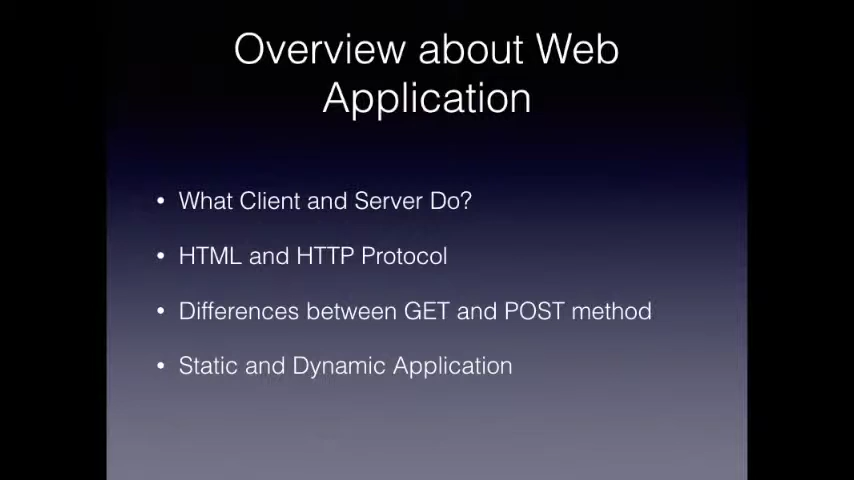 Overview about Web
Application
• What Client and Server Do?
• HTML and HTTP Protocol
• Differences between GET and POST method
• Static and Dynamic Application